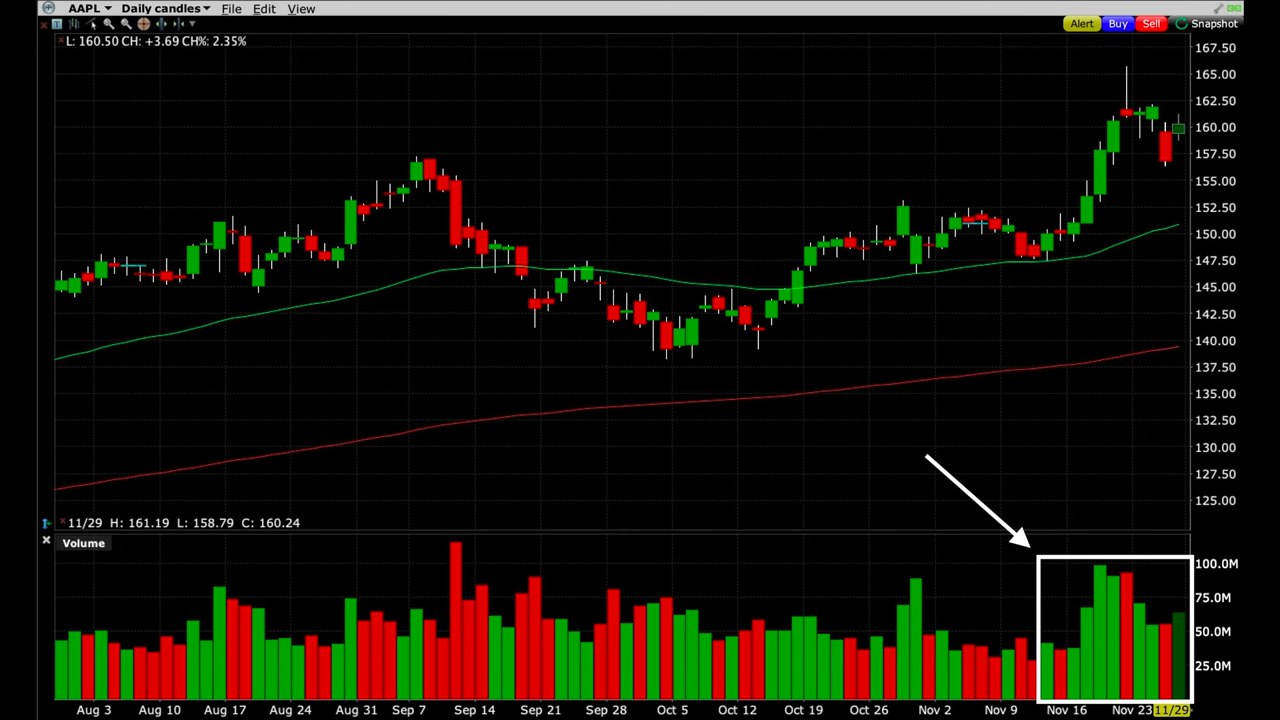 AAPL Daily candles File Edit View
Alert Buy Sell Snapshot
L: 160.50 CH: +3.69 CH%: 2.35%
167.50
165.00
162.50
160.00
157.50
155.00
152.50
150.00
147.50
145.00
142.50
140.00
137.50
135.00
132.50
130.00
127.50
125.00
11/29 H: 161.19 L: 158.79 C: 160.24
Volume
100.0M
75.0M
50.0M
25.0M
Aug 3 Aug 10 Aug 17 Aug 24 Aug 31 Sep 7 Sep 14 Sep 21 Sep 28 Oct 5 Oct 12 Oct 19 Oct 26 Nov 2 Nov 9 Nov 16 Nov 23 11/29